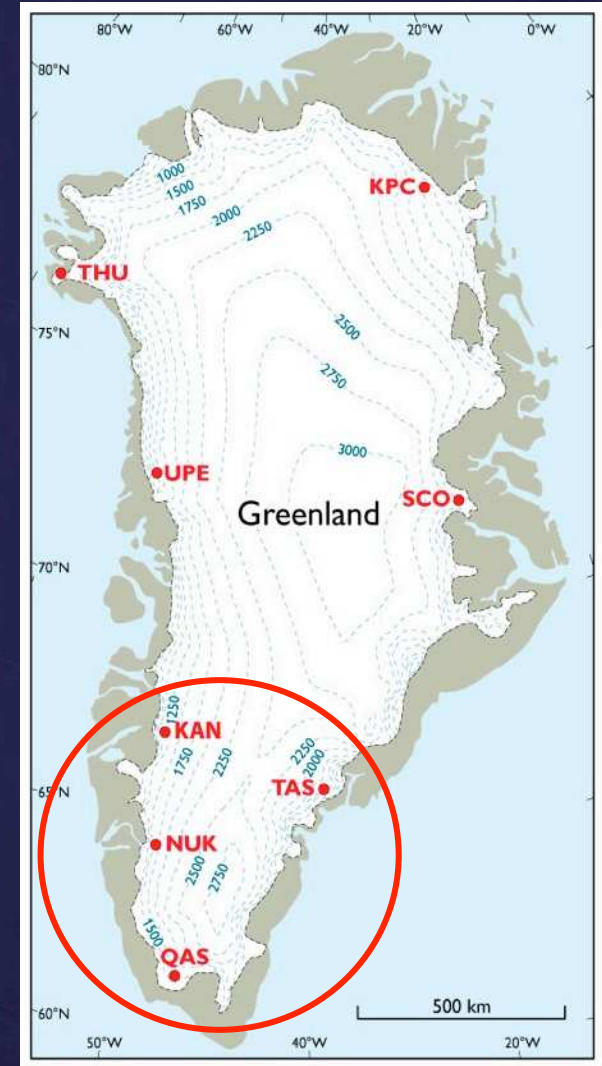 80°W 60°W 40°W 20°W 0°W
80°N
1000
1500
1750
2000
2250
KPC
THU
75°N
2500
2750
UPE
3000
SCO
Greenland
70°N
1250
KAN
1750
2250
2250
2000
TAS
65°N
NUK
2500
2750
1500
QAS
500 km
60°N
50°W 40°W 20°W